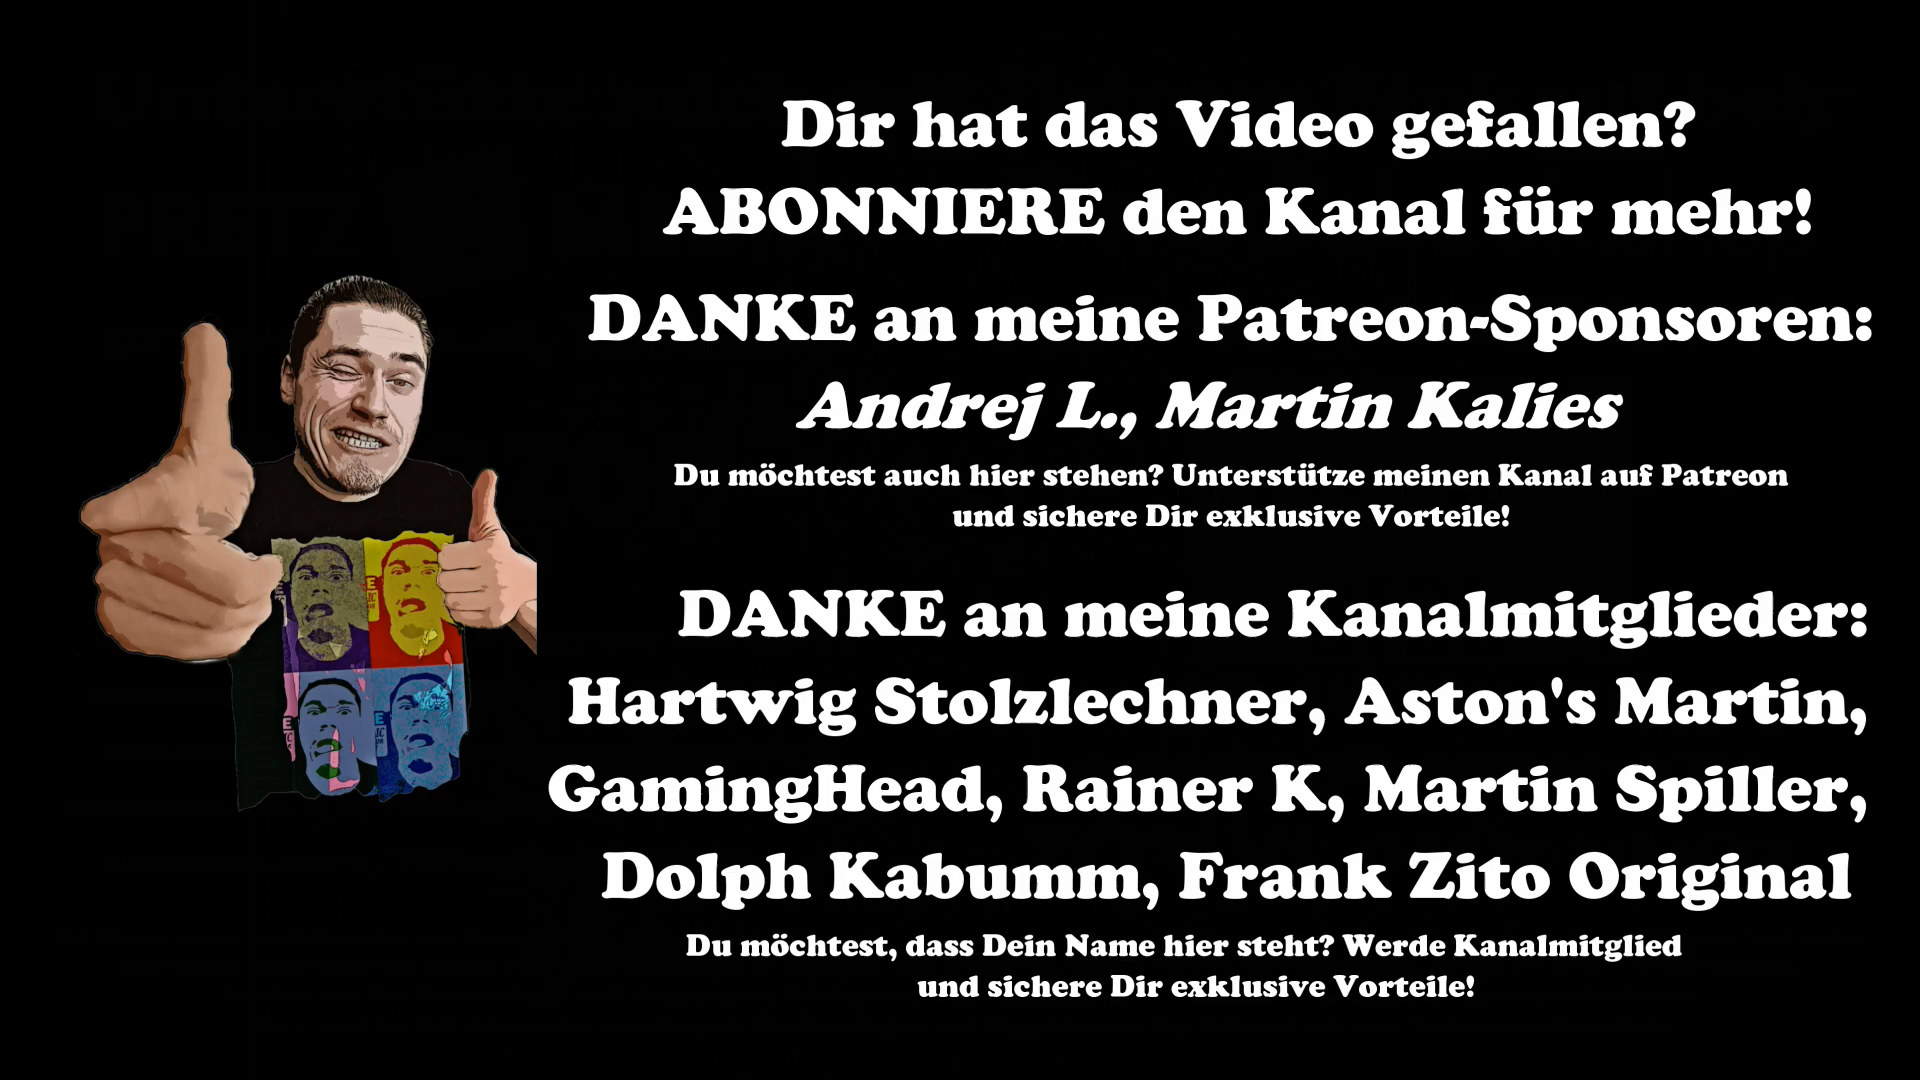 Dir hat das Video gefallen?
ABONNIERE den Kanal für mehr!
DANKE an meine Patreon-Sponsoren:
Andrej L., Martin Kalies
Du möchtest auch hier stehen? Unterstütze meinen Kanal auf Patreon
und sichere Dir exklusive Vorteile!
DANKE an meine Kanalmitglieder:
Hartwig Stolzlechner, Aston's Martin,
GamingHead, Rainer K, Martin Spiller,
Dolph Kabumm, Frank Zito Original
Du möchtest, dass Dein Name hier steht? Werde Kanalmitglied
und sichere Dir exklusive Vorteile!